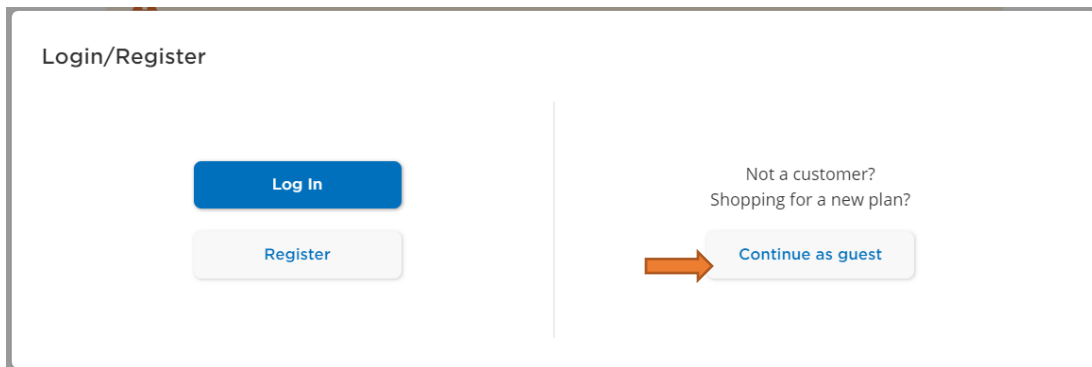 Login/Register
Log In
Register
Not a customer?
Shopping for a new plan?
Continue as guest